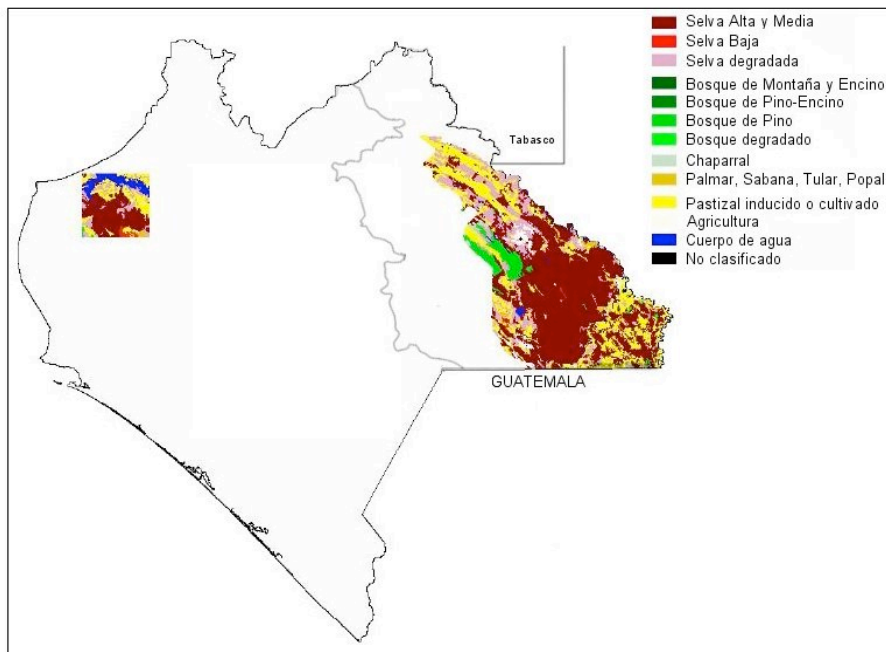 Selva Alta y Media
Selva Baja
Selva degradada
Bosque de Montaña y Encino
Bosque de Pino-Encino
Bosque de Pino
Bosque degradado
Chaparral
Palmar, Sabana, Tular, Popal
Pastizal inducido o cultivado
Agricultura
Cuerpo de agua
No clasificado
Tabasco
GUATEMALA